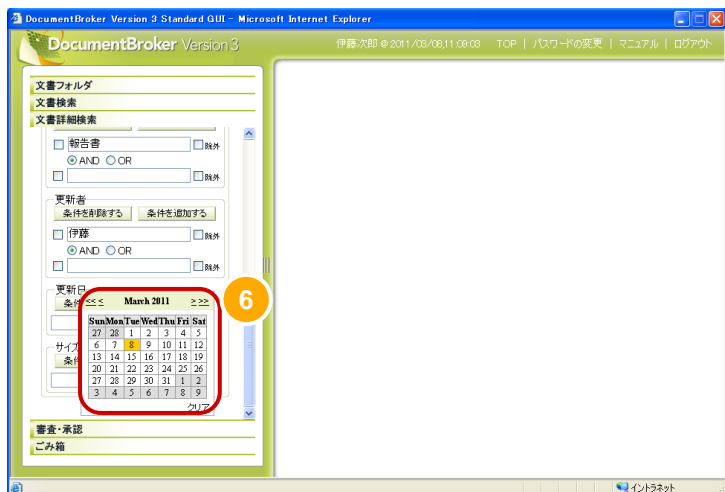 DocumentBroker Version 3 Standard GUI - Microsoft Internet Explorer
DocumentBroker Version 3
伊藤次郎 @ 2011/03/08,11:09:03 TOP | パスワードの変更 | マニュアル | ログアウト
文書フォルダ
文書検索
文書詳細検索
報告書 除外
AND OR
除外
更新者
条件を削除する 条件を追加する
伊藤 除外
AND OR
除外
更新日
条件
<< < March 2011 > >>
Sun Mon Tue Wed Thu Fri Sat
27 28 1 2 3 4 5
6 7 8 9 10 11 12
13 14 15 16 17 18 19
20 21 22 23 24 25 26
27 28 29 30 31 1 2
3 4 5 6 7 8 9
クリア
6
サイズ
条件
審査・承認
ごみ箱
イントラネット